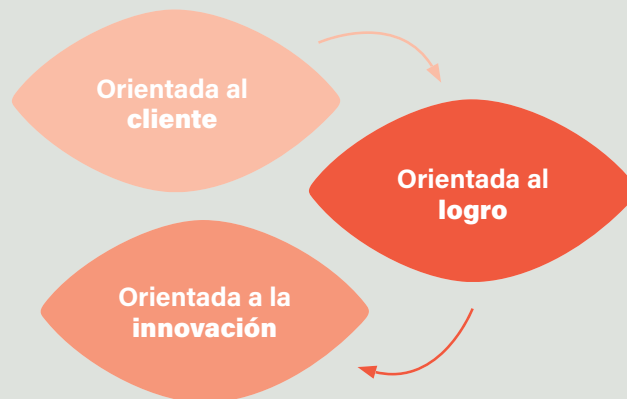 Orientada al
cliente
Orientada al
logro
Orientada a la
innovación